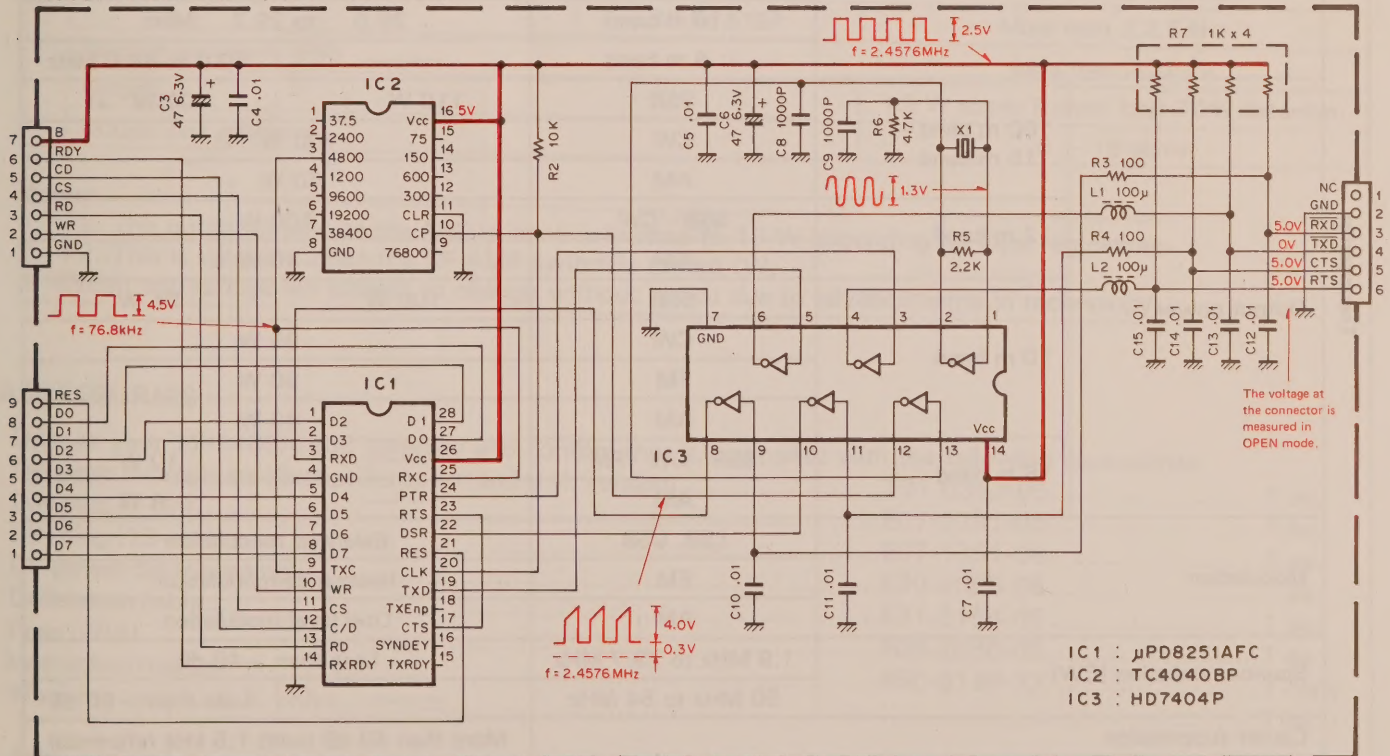 2.5V
f = 2.4576MHz
R7 1K x 4
C3
47 6.3V
+
C4 .01
IC2
1 37.5
2 2400
3 4800
4 1200
5 9600
6 19200
7 38400
8 GND
16 5V
Vcc
75 15
150 14
600 13
300 12
CLR 11
CP 10
76800 9
R2 10K
C5 .01
C6
47 6.3V
+
C8 1000P
C9 1000P
R6
4.7K
X1
1.3V
R5
2.2K
R3 100
L1 100μ
R4 100
L2 100μ
7 B
6 RDY
5 CD
4 CS
3 RD
2 WR
1 GND
NC 1
GND 2
5.0V RXD 3
0V TXD 4
5.0V CTS 5
5.0V RTS 6
4.5V
f = 76.8kHz
C15 .01
C14 .01
C13 .01
C12 .01
The voltage at
the connector is
measured in
OPEN mode.
7 6 5 4 3 2 1
GND
Vcc
8 9 10 11 12 13 14
IC3
9 RES
8 D0
7 D1
6 D2
5 D3
4 D4
3 D5
2 D6
1 D7
IC1
1 D2
2 D3
3 RXD
4 GND
5 D4
6 D5
7 D6
8 D7
9 TXC
10 WR
11 CS
12 C/D
13 RD
14 RXRDY
D1 28
D0 27
Vcc 26
RXC 25
PTR 24
RTS 23
DSR 22
RES 21
CLK 20
TXD 19
TXEnp 18
CTS 17
SYNDEY 16
TXRDY 15
C10 .01
C11 .01
C7 .01
4.0V
0.3V
f = 2.4576MHz
IC1 : μPD8251AFC
IC2 : TC4040BP
IC3 : HD7404P